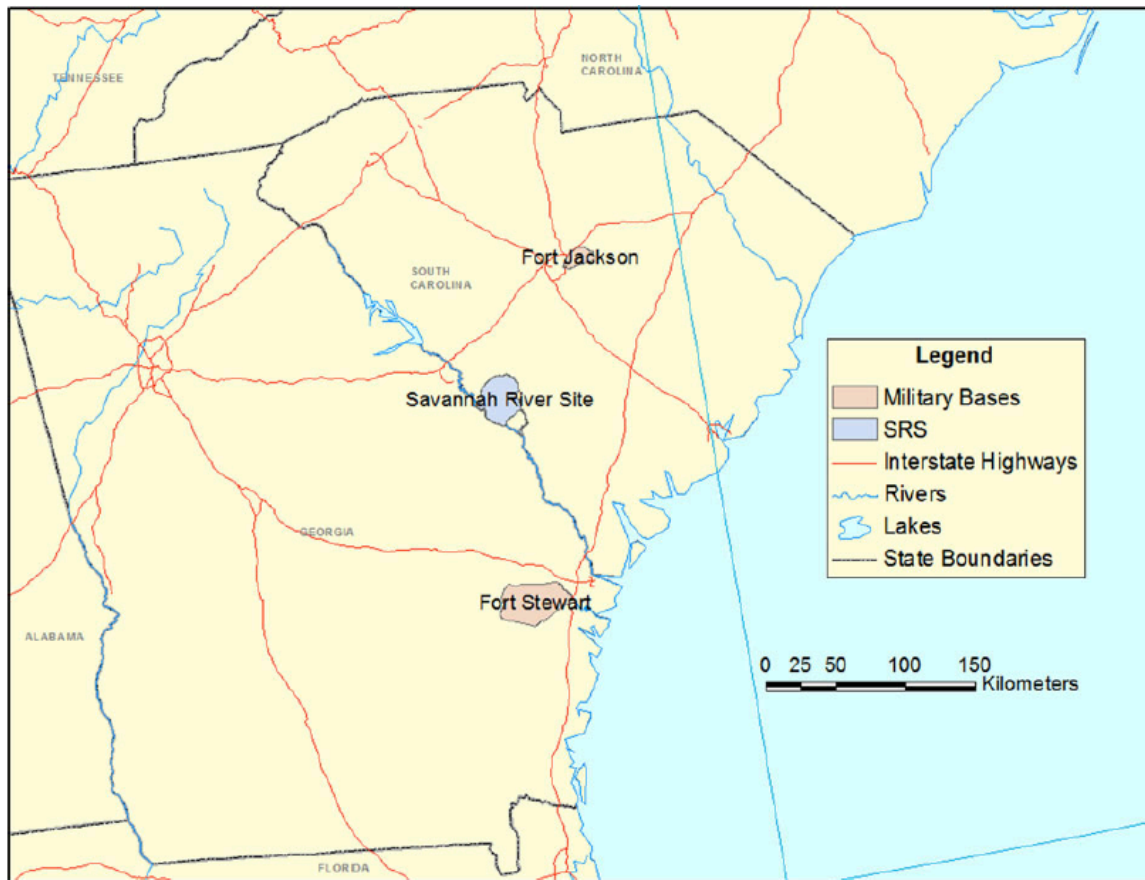 TENNESSEE
NORTH
CAROLINA
Fort Jackson
SOUTH
CAROLINA
Savannah River Site
Legend
Military Bases
SRS
Interstate Highways
Rivers
Lakes
State Boundaries
GEORGIA
Fort Stewart
ALABAMA
0 25 50 100 150
Kilometers
FLORIDA